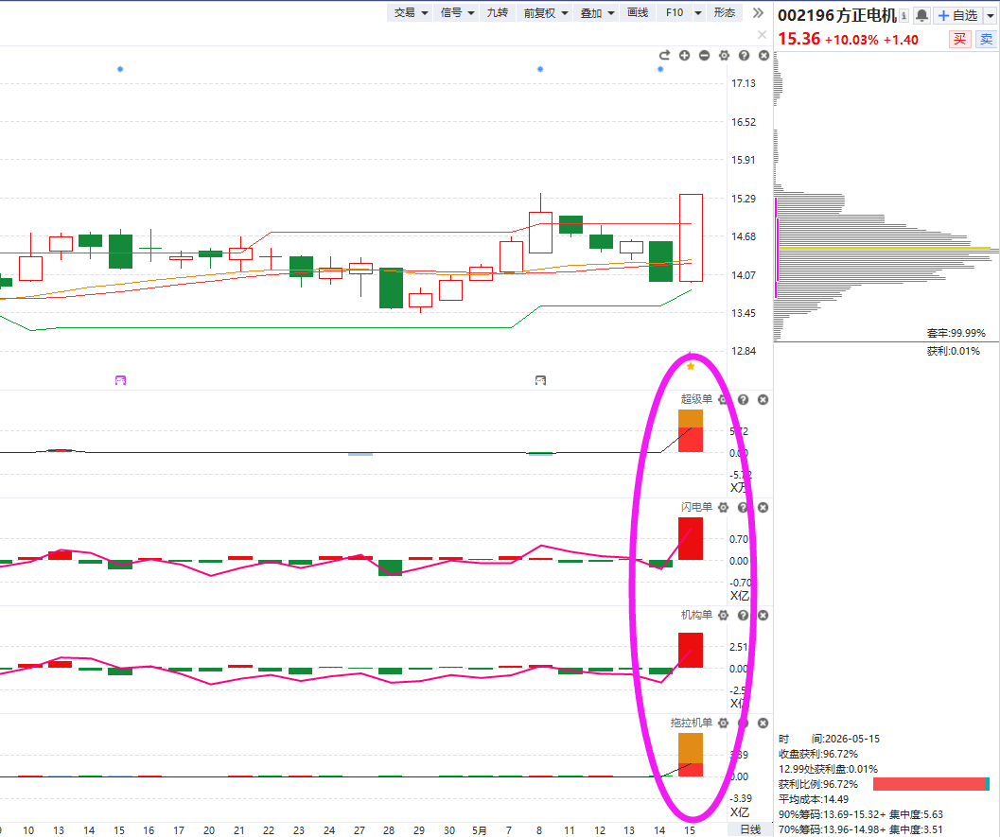 交易 信号 九转 前复权 叠加 画线 F10 形态
002196 方正电机 自选
15.36 +10.03% +1.40 买 卖
17.13
16.52
15.91
15.29
14.68
14.07
13.45
12.84
套牢:99.99%
获利:0.01%
超级单
0.00
-5.72
X万
闪电单
0.70
0.00
-0.70
X亿
机构单
2.51
0.00
X亿
拖拉机单
0.00
-3.39
X亿
时 间:2026-05-15
收盘获利:96.72%
12.99处获利盘:0.01%
获利比例:96.72%
平均成本:14.49
90%筹码:13.69-15.32+ 集中度:5.63
70%筹码:13.96-14.98+ 集中度:3.51
10 13 14 15 16 17 20 21 22 23 24 27 28 29 30 5月 7 8 11 12 13 14 15 日线